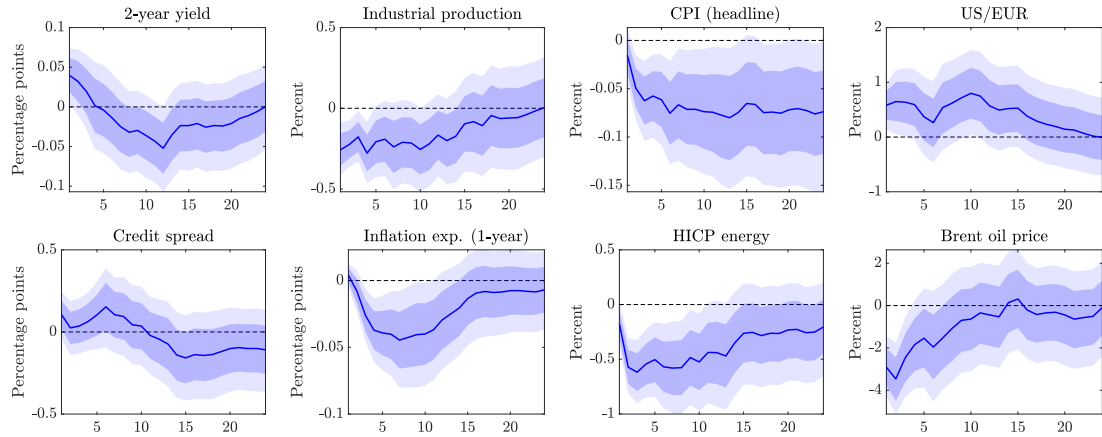 2-year yield
Percentage points
0.1
0.05
0
-0.05
-0.1
5 10 15 20
Industrial production
Percent
0.5
0
-0.5
5 10 15 20
CPI (headline)
Percent
0
-0.05
-0.1
-0.15
5 10 15 20
US/EUR
Percent
2
1
0
-1
5 10 15 20
Credit spread
Percentage points
0.5
0
-0.5
5 10 15 20
Inflation exp. (1-year)
Percentage points
0
-0.05
-0.1
5 10 15 20
HICP energy
Percent
0.5
0
-0.5
-1
5 10 15 20
Brent oil price
Percent
2
0
-2
-4
5 10 15 20